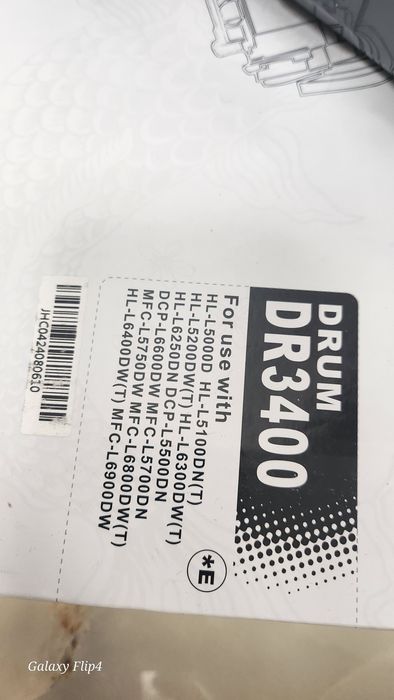 DRUM
DR3400
For use with
HL-L5000D HL-L5100DN(T)
HL-L5200DW(T) HL-L6300DW(T)
HL-L6250DN DCP-L5500DN
DCP-L6600DW MFC-L5700DN
MFC-L5750DW MFC-L6800DW(T)
HL-L6400DW(T) MFC-L6900DW
*E
JHC0424080610
Galaxy Flip4